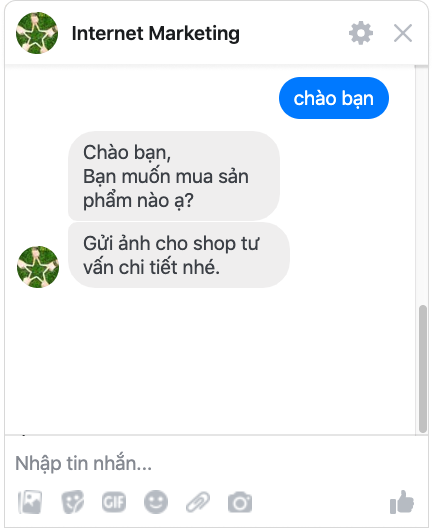 Internet Marketing
chào bạn
Chào bạn,
Bạn muốn mua sản
phẩm nào ạ?
Gửi ảnh cho shop tư
vấn chi tiết nhé.
Nhập tin nhắn...
GIF